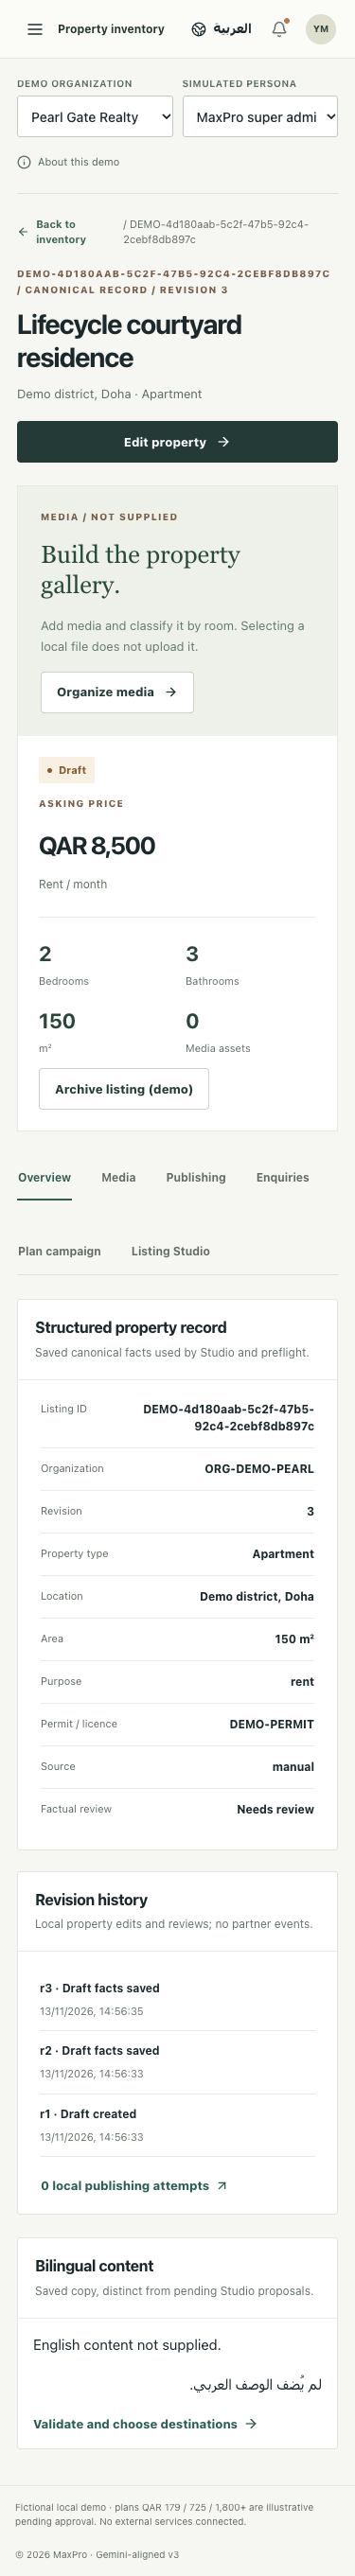 Property inventory
العربية
YM
DEMO ORGANIZATION
SIMULATED PERSONA
Pearl Gate Realty
MaxPro super admi
About this demo
Back to
inventory
/ DEMO-4d180aab-5c2f-47b5-92c4-
2cebf8db897c
DEMO-4D180AAB-5C2F-47B5-92C4-2CEBF8DB897C
/ CANONICAL RECORD / REVISION 3
Lifecycle courtyard
residence
Demo district, Doha · Apartment
Edit property
MEDIA / NOT SUPPLIED
Build the property
gallery.
Add media and classify it by room. Selecting a
local file does not upload it.
Organize media
Draft
ASKING PRICE
QAR 8,500
Rent / month
2
3
Bedrooms
Bathrooms
150
0
m²
Media assets
Archive listing (demo)
Overview
Media
Publishing
Enquiries
Plan campaign
Listing Studio
Structured property record
Saved canonical facts used by Studio and preflight.
Listing ID
DEMO-4d180aab-5c2f-47b5-
92c4-2cebf8db897c
Organization
ORG-DEMO-PEARL
Revision
3
Property type
Apartment
Location
Demo district, Doha
Area
150 m²
Purpose
rent
Permit / licence
DEMO-PERMIT
Source
manual
Factual review
Needs review
Revision history
Local property edits and reviews; no partner events.
r3 · Draft facts saved
13/11/2026, 14:56:35
r2 · Draft facts saved
13/11/2026, 14:56:33
r1 · Draft created
13/11/2026, 14:56:33
0 local publishing attempts
Bilingual content
Saved copy, distinct from pending Studio proposals.
English content not supplied.
لم يُضف الوصف العربي.
Validate and choose destinations
Fictional local demo · plans QAR 179 / 725 / 1,800+ are illustrative
pending approval. No external services connected.
© 2026 MaxPro · Gemini-aligned v3